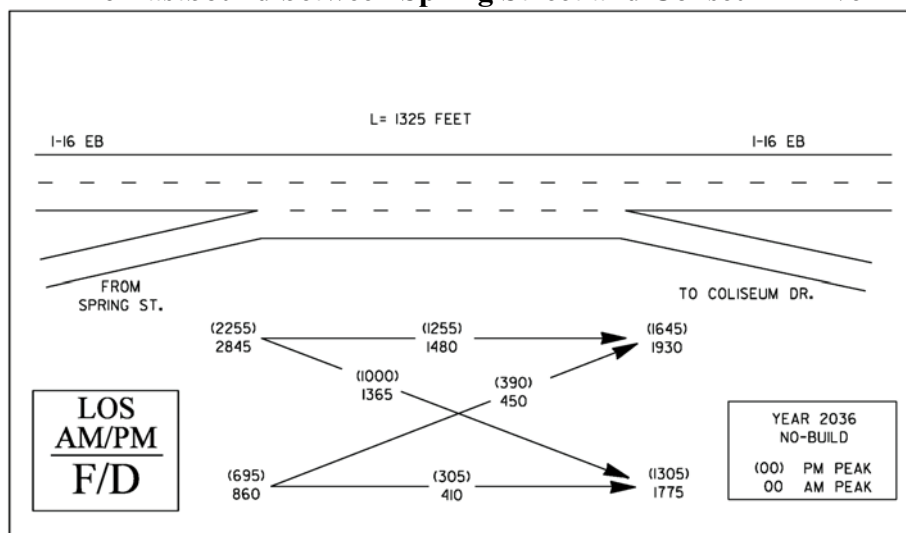 L= 1325 FEET
I-16 EB
I-16 EB
FROM
SPRING ST.
TO COLISEUM DR.
(2255)
2845
(1255)
1480
(1645)
1930
(1000)
1365
(390)
450
(695)
860
(305)
410
(1305)
1775
LOS
AM/PM
F/D
YEAR 2036
NO-BUILD
(00) PM PEAK
00 AM PEAK